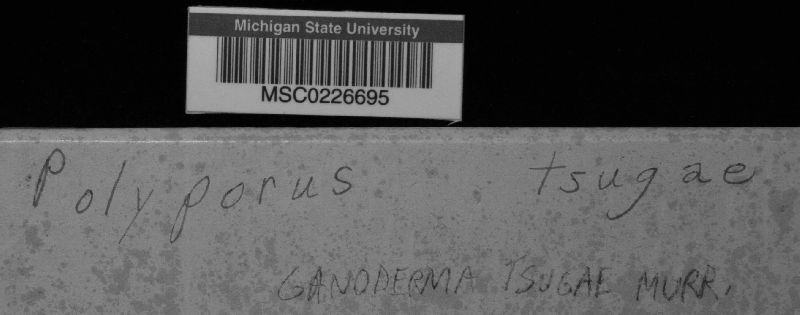 Michigan State University
MSC0226695
Polyporus tsugae
GANODERMA TSUGAE MURR.